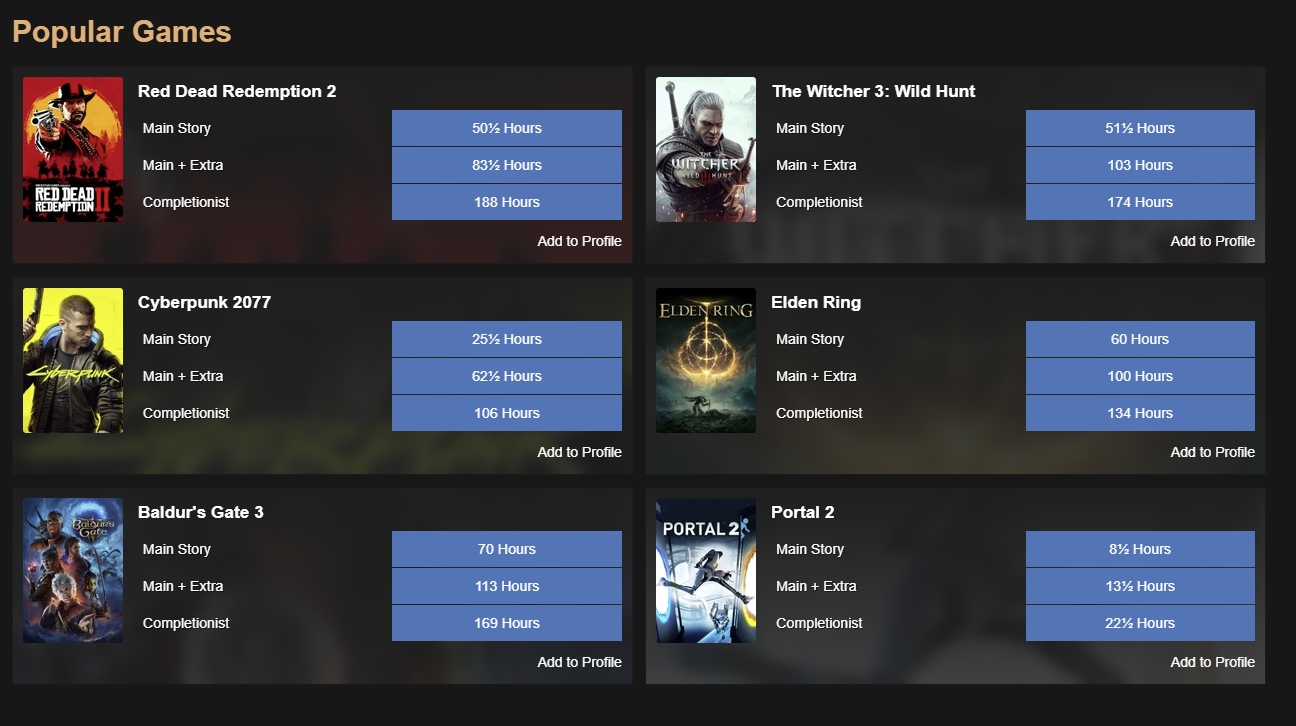 Popular Games
Red Dead Redemption 2
Main Story 50½ Hours
Main + Extra 83½ Hours
Completionist 188 Hours
Add to Profile
RED DEAD
REDEMPTION II
The Witcher 3: Wild Hunt
Main Story 51½ Hours
Main + Extra 103 Hours
Completionist 174 Hours
Add to Profile
THE
WITCHER
WILD HUNT
Cyberpunk 2077
Main Story 25½ Hours
Main + Extra 62½ Hours
Completionist 106 Hours
Add to Profile
CYBERPUNK
Elden Ring
Main Story 60 Hours
Main + Extra 100 Hours
Completionist 134 Hours
Add to Profile
ELDEN RING
Baldur's Gate 3
Main Story 70 Hours
Main + Extra 113 Hours
Completionist 169 Hours
Add to Profile
Baldur's
Gate
Portal 2
Main Story 8½ Hours
Main + Extra 13½ Hours
Completionist 22½ Hours
Add to Profile
PORTAL 2